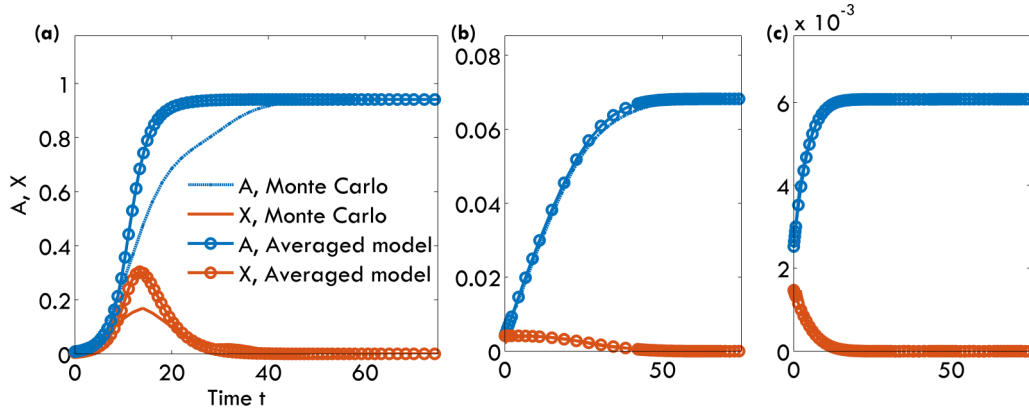 (a)
1
0.8
0.6
0.4
0.2
0
A, X
0 20 40 60
Time t
A, Monte Carlo
X, Monte Carlo
A, Averaged model
X, Averaged model
(b)
0.08
0.06
0.04
0.02
0
0 50
(c)
x 10⁻³
6
4
2
0
0 50